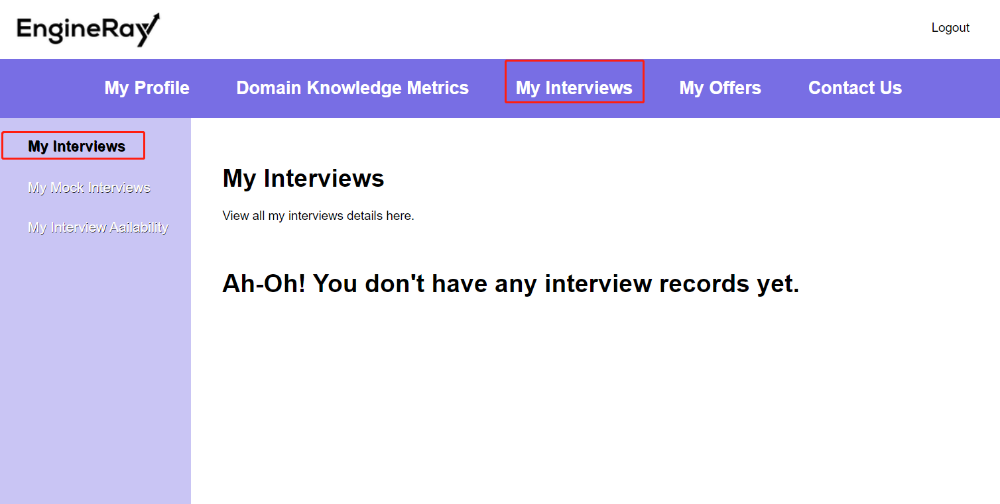 EngineRay
Logout
My Profile
Domain Knowledge Metrics
My Interviews
My Offers
Contact Us
My Interviews
My Mock Interviews
My Interview Aailability
My Interviews
View all my interviews details here.
Ah-Oh! You don't have any interview records yet.